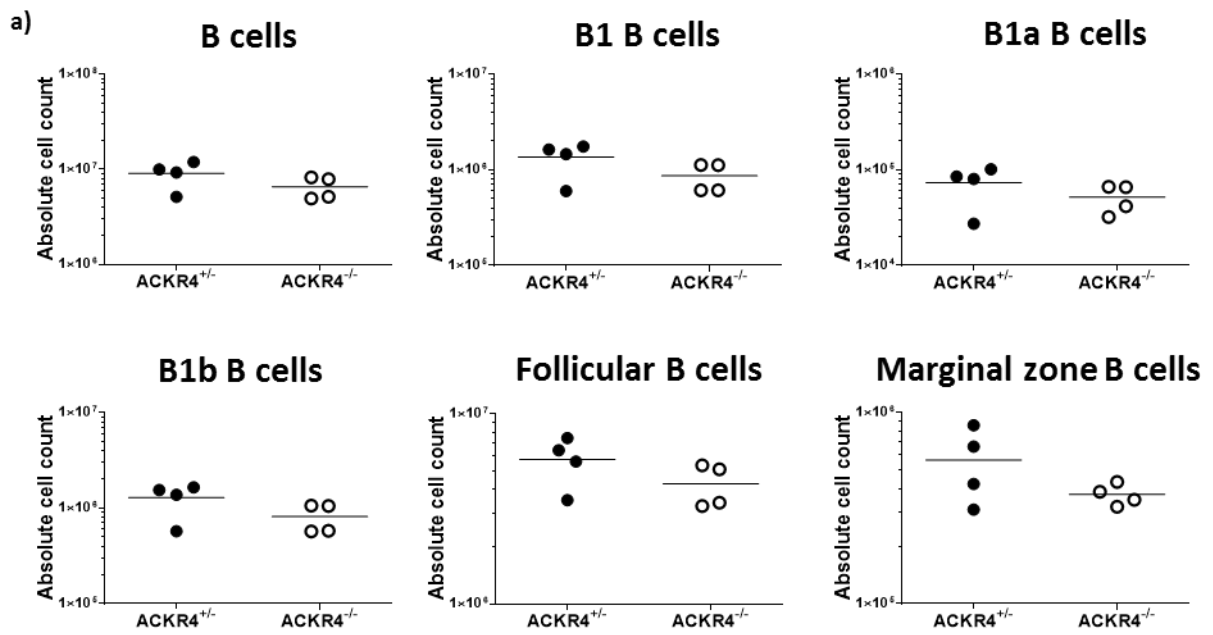 a)
B cells
Absolute cell count
1×10⁸
1×10⁷
1×10⁶
ACKR4⁺/⁻ ACKR4⁻/⁻
B1 B cells
Absolute cell count
1×10⁷
1×10⁶
1×10⁵
ACKR4⁺/⁻ ACKR4⁻/⁻
B1a B cells
Absolute cell count
1×10⁶
1×10⁵
1×10⁴
ACKR4⁺/⁻ ACKR4⁻/⁻
B1b B cells
Absolute cell count
1×10⁷
1×10⁶
1×10⁵
ACKR4⁺/⁻ ACKR4⁻/⁻
Follicular B cells
Absolute cell count
1×10⁷
1×10⁶
ACKR4⁺/⁻ ACKR4⁻/⁻
Marginal zone B cells
Absolute cell count
1×10⁶
1×10⁵
ACKR4⁺/⁻ ACKR4⁻/⁻